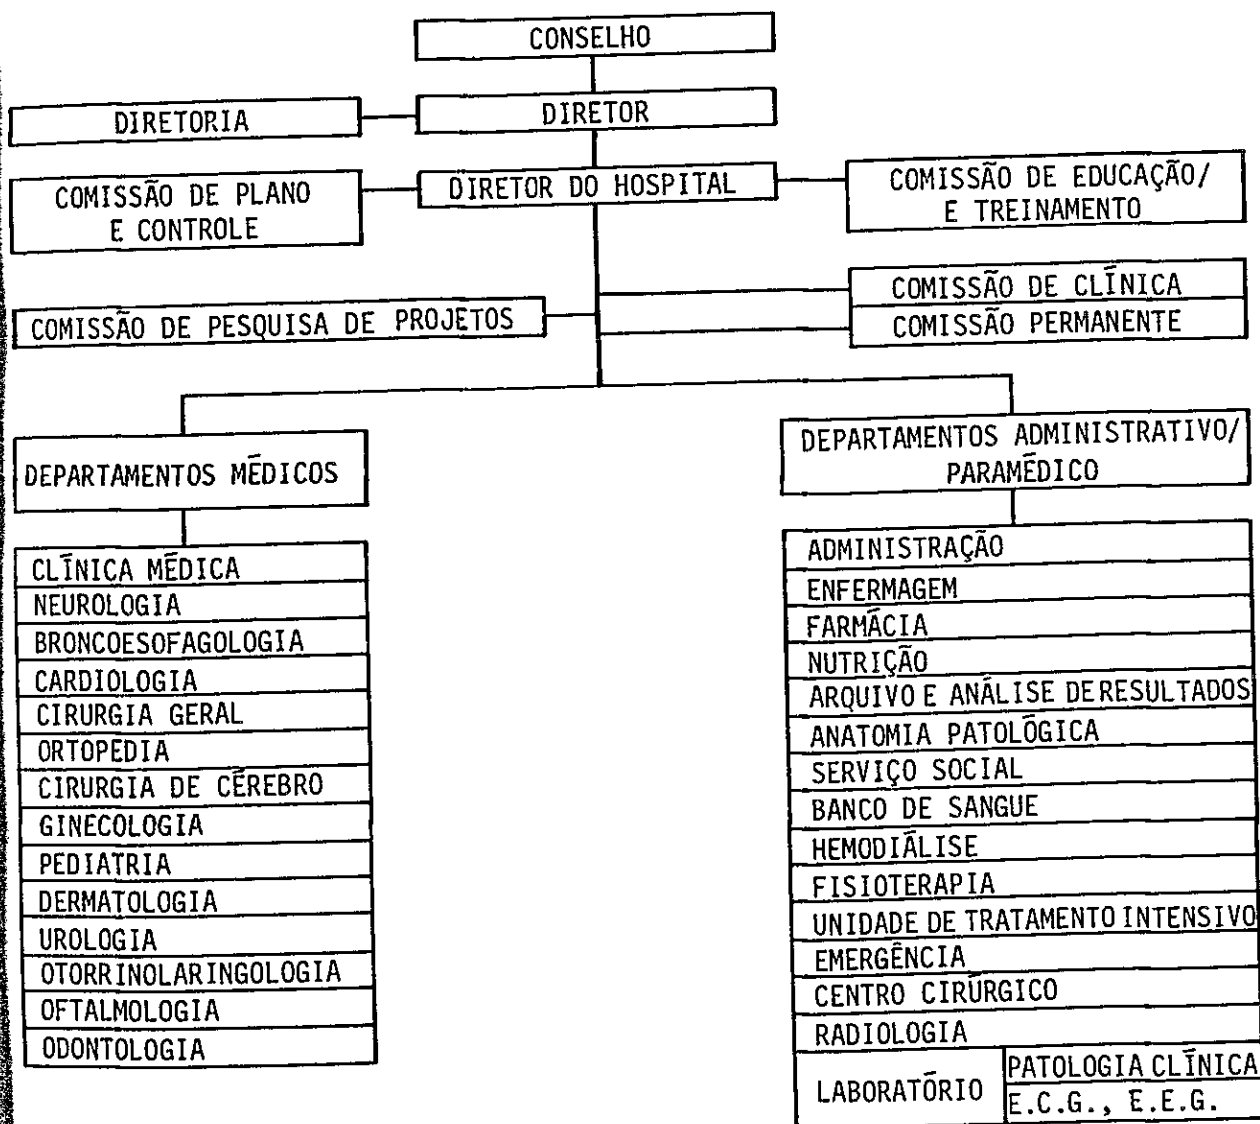 CONSELHO
DIRETORIA
DIRETOR
COMISSÃO DE PLANO
E CONTROLE
DIRETOR DO HOSPITAL
COMISSÃO DE EDUCAÇÃO/
E TREINAMENTO
COMISSÃO DE PESQUISA DE PROJETOS
COMISSÃO DE CLÍNICA
COMISSÃO PERMANENTE
DEPARTAMENTOS MÉDICOS
CLÍNICA MÉDICA
NEUROLOGIA
BRONCOESOFAGOLOGIA
CARDIOLOGIA
CIRURGIA GERAL
ORTOPEDIA
CIRURGIA DE CÉREBRO
GINECOLOGIA
PEDIATRIA
DERMATOLOGIA
UROLOGIA
OTORRINOLARINGOLOGIA
OFTALMOLOGIA
ODONTOLOGIA
DEPARTAMENTOS ADMINISTRATIVO/
PARAMÉDICO
ADMINISTRAÇÃO
ENFERMAGEM
FARMÁCIA
NUTRIÇÃO
ARQUIVO E ANÁLISE DE RESULTADOS
ANATOMIA PATOLÓGICA
SERVIÇO SOCIAL
BANCO DE SANGUE
HEMODIÁLISE
FISIOTERAPIA
UNIDADE DE TRATAMENTO INTENSIVO
EMERGÊNCIA
CENTRO CIRÚRGICO
RADIOLOGIA
LABORATÓRIO
PATOLOGIA CLÍNICA
E.C.G., E.E.G.